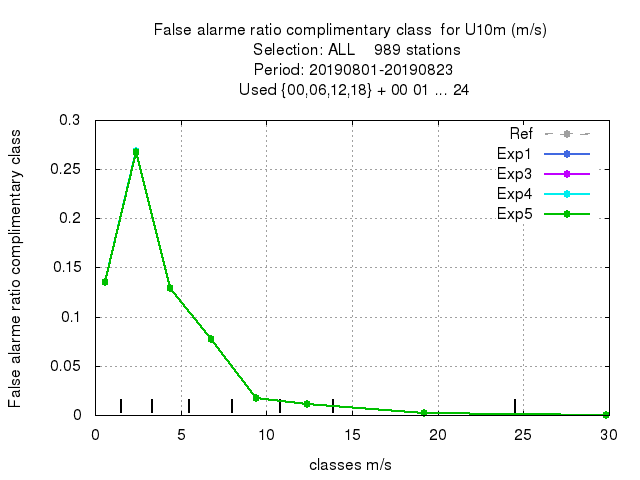 False alarme ratio complimentary class for U10m (m/s)
Selection: ALL 989 stations
Period: 20190801-20190823
Used {00,06,12,18} + 00 01 ... 24
False alarme ratio complimentary class
0.3
0.25
0.2
0.15
0.1
0.05
0
Ref
Exp1
Exp3
Exp4
Exp5
0 5 10 15 20 25 30
classes m/s